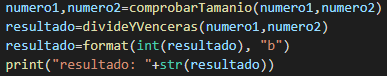 numero1,numero2=comprobarTamanio(numero1,numero2)
resultado=divideYVenceras(numero1,numero2)
resultado=format(int(resultado), "b")
print("resultado: "+str(resultado))